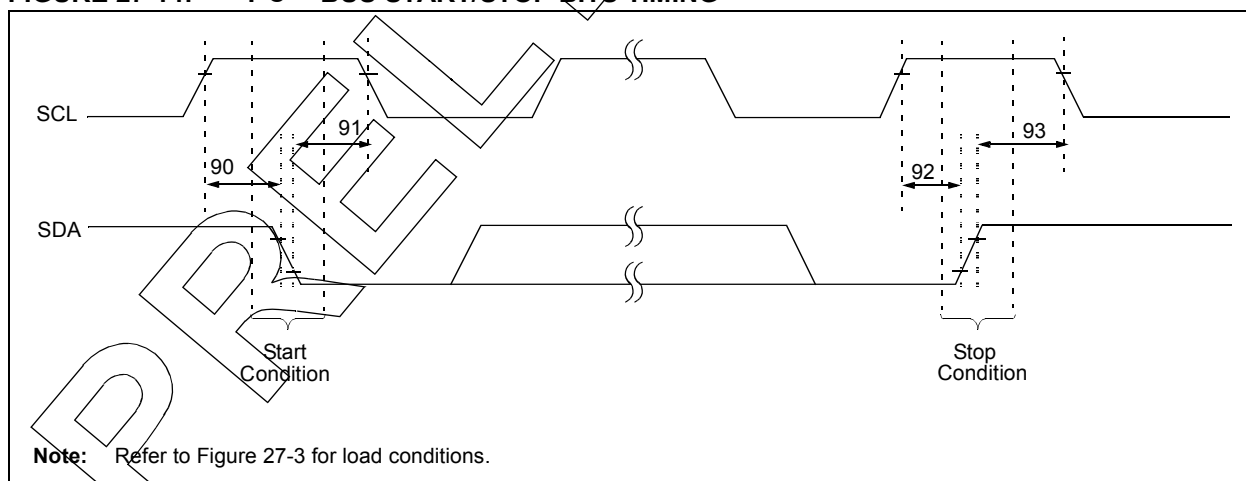 SCL
91
93
90
92
SDA
Start
Condition
Stop
Condition
Note: Refer to Figure 27-3 for load conditions.